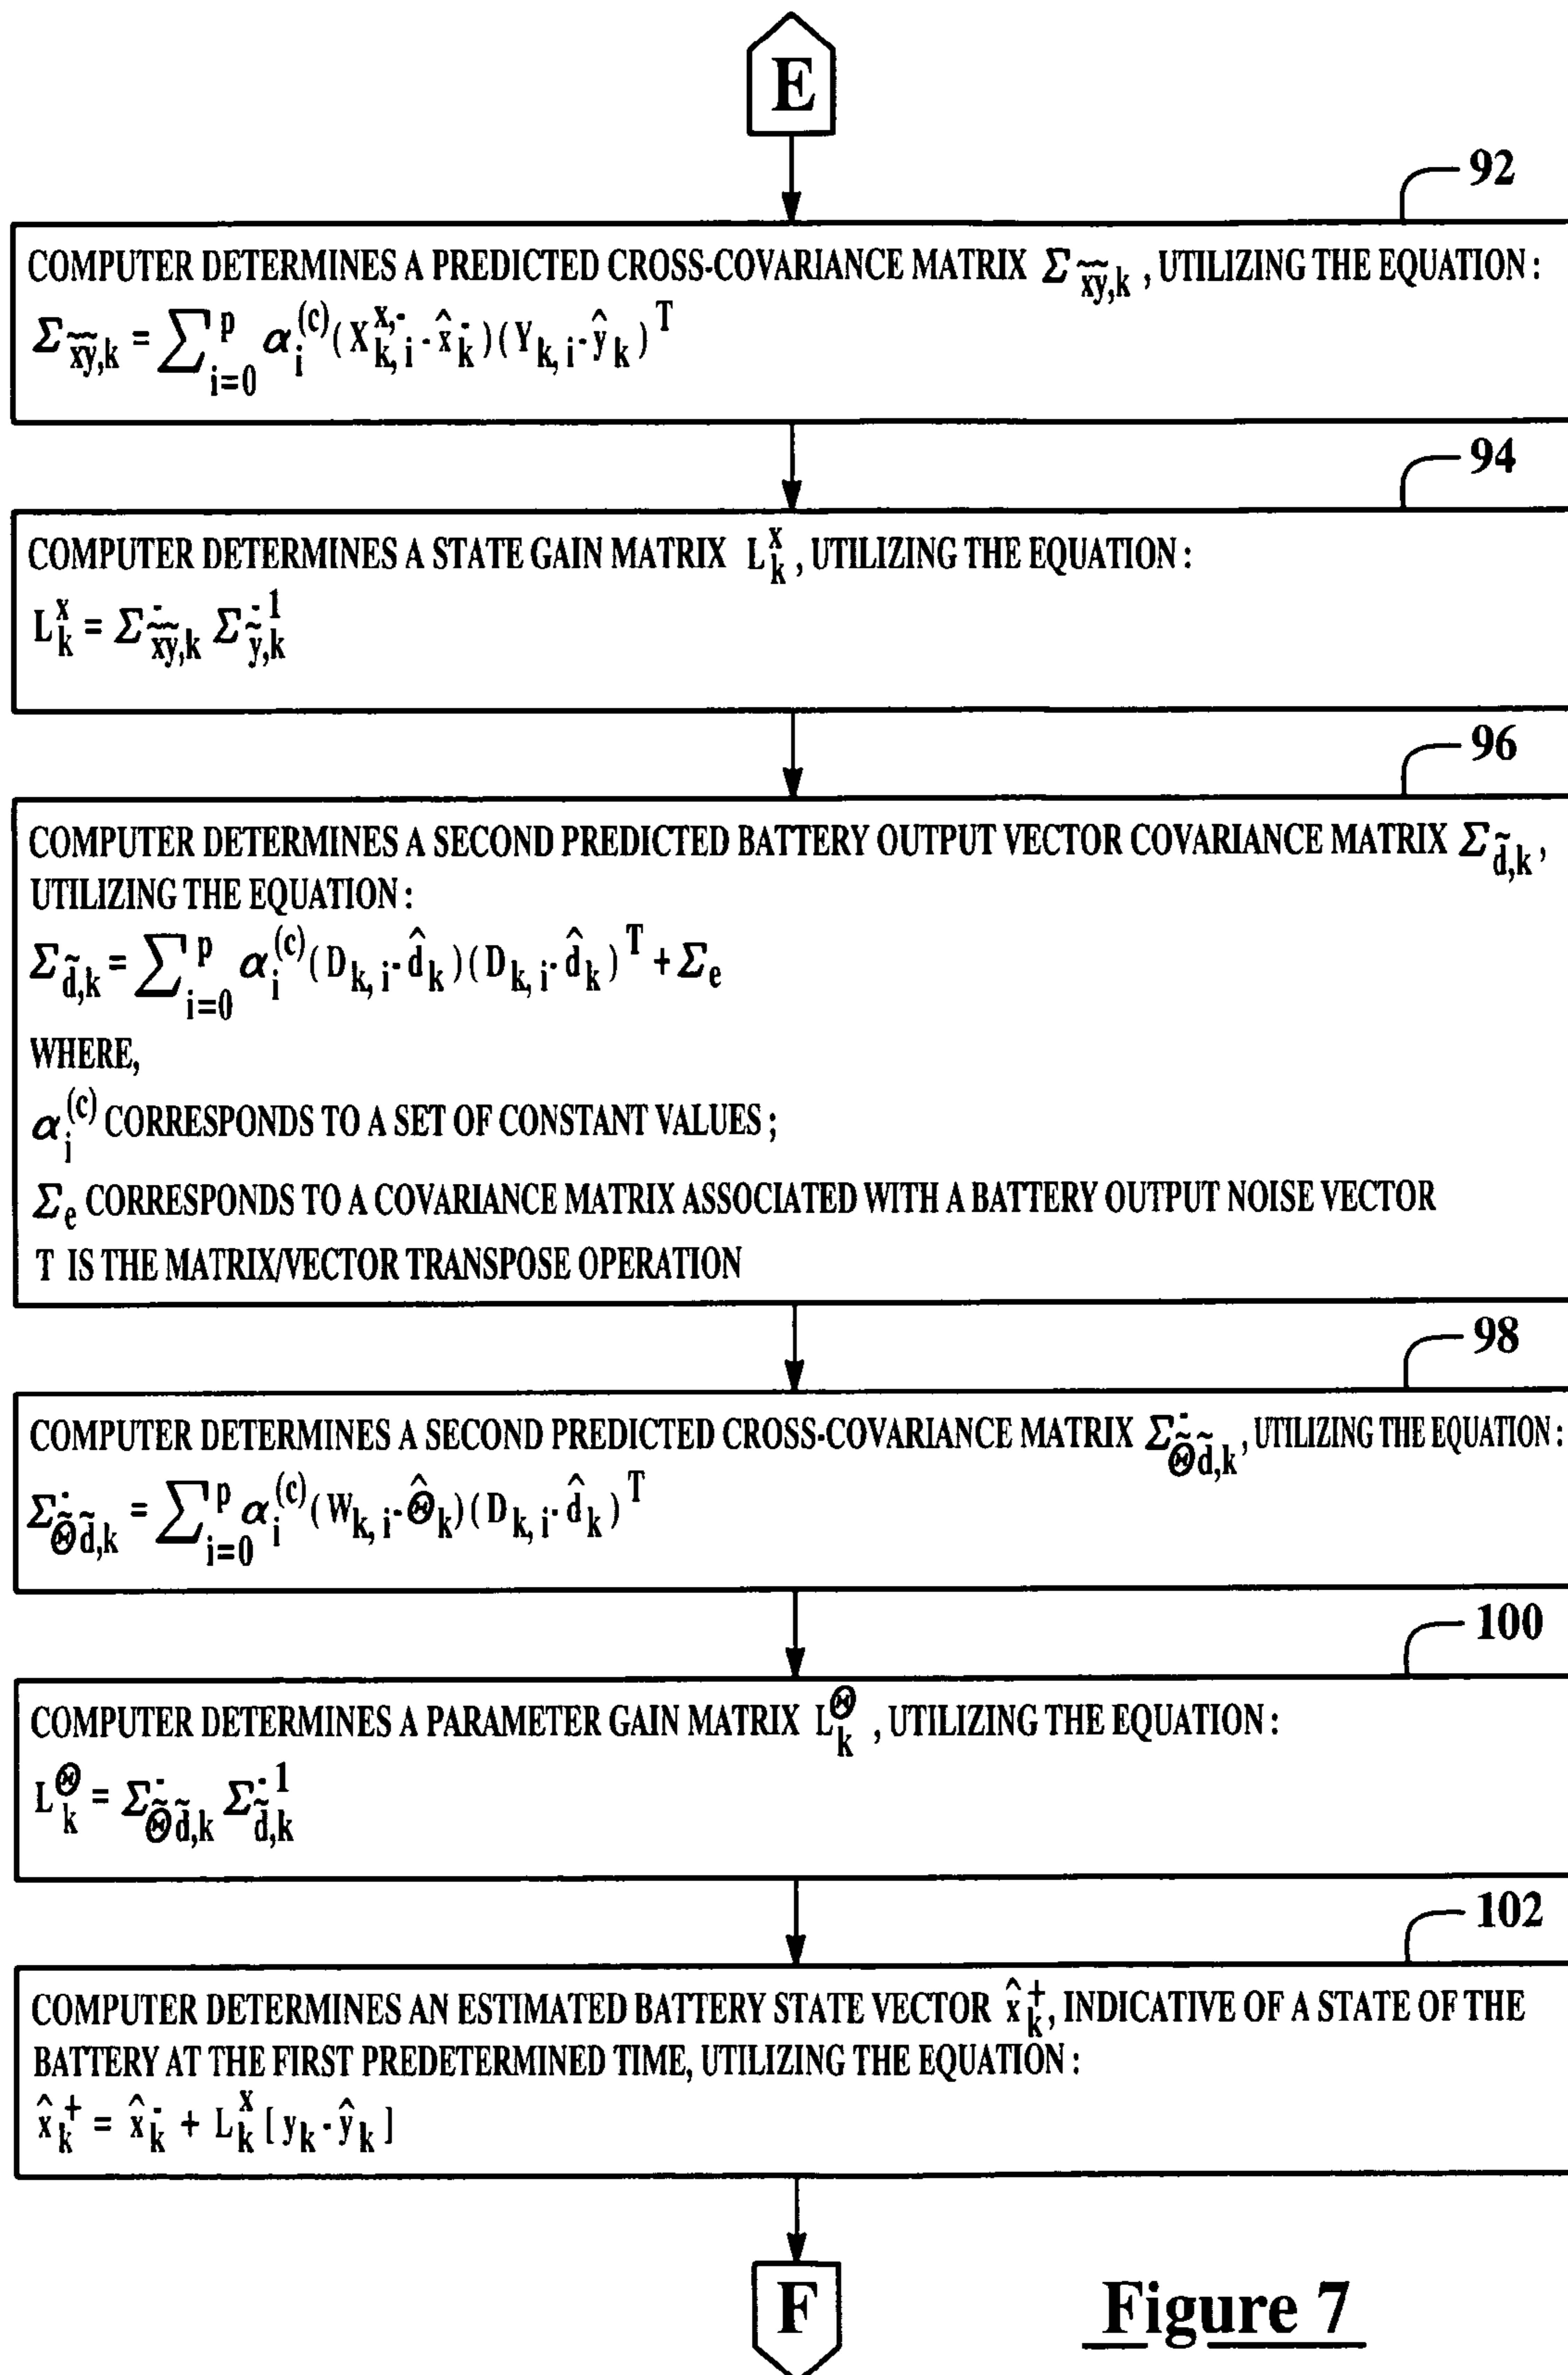 E
92
COMPUTER DETERMINES A PREDICTED CROSS-COVARIANCE MATRIX Σ_{x̃ỹ,k} , UTILIZING THE EQUATION :
Σ_{x̃ỹ,k} = ∑_{i=0}^{p} α_i^{(c)} (X_{k,i}^{x,-} - x̂_k^-) (Y_{k,i} - ŷ_k)^T
94
COMPUTER DETERMINES A STATE GAIN MATRIX L_k^x , UTILIZING THE EQUATION :
L_k^x = Σ_{x̃ỹ,k}^- Σ_{ỹ,k}^{-1}
96
COMPUTER DETERMINES A SECOND PREDICTED BATTERY OUTPUT VECTOR COVARIANCE MATRIX Σ_{d̃,k} ,
UTILIZING THE EQUATION :
Σ_{d̃,k} = ∑_{i=0}^{p} α_i^{(c)} (D_{k,i} - d̂_k) (D_{k,i} - d̂_k)^T + Σ_e
WHERE,
α_i^{(c)} CORRESPONDS TO A SET OF CONSTANT VALUES ;
Σ_e CORRESPONDS TO A COVARIANCE MATRIX ASSOCIATED WITH A BATTERY OUTPUT NOISE VECTOR
T IS THE MATRIX/VECTOR TRANSPOSE OPERATION
98
COMPUTER DETERMINES A SECOND PREDICTED CROSS-COVARIANCE MATRIX Σ_{Θ̃d̃,k}^- , UTILIZING THE EQUATION :
Σ_{Θ̃d̃,k}^- = ∑_{i=0}^{p} α_i^{(c)} (W_{k,i} - Θ̂_k) (D_{k,i} - d̂_k)^T
100
COMPUTER DETERMINES A PARAMETER GAIN MATRIX L_k^Θ , UTILIZING THE EQUATION :
L_k^Θ = Σ_{Θ̃d̃,k}^- Σ_{d̃,k}^{-1}
102
COMPUTER DETERMINES AN ESTIMATED BATTERY STATE VECTOR x̂_k^+, INDICATIVE OF A STATE OF THE
BATTERY AT THE FIRST PREDETERMINED TIME, UTILIZING THE EQUATION :
x̂_k^+ = x̂_k^- + L_k^x [ y_k - ŷ_k ]
F
Figure 7